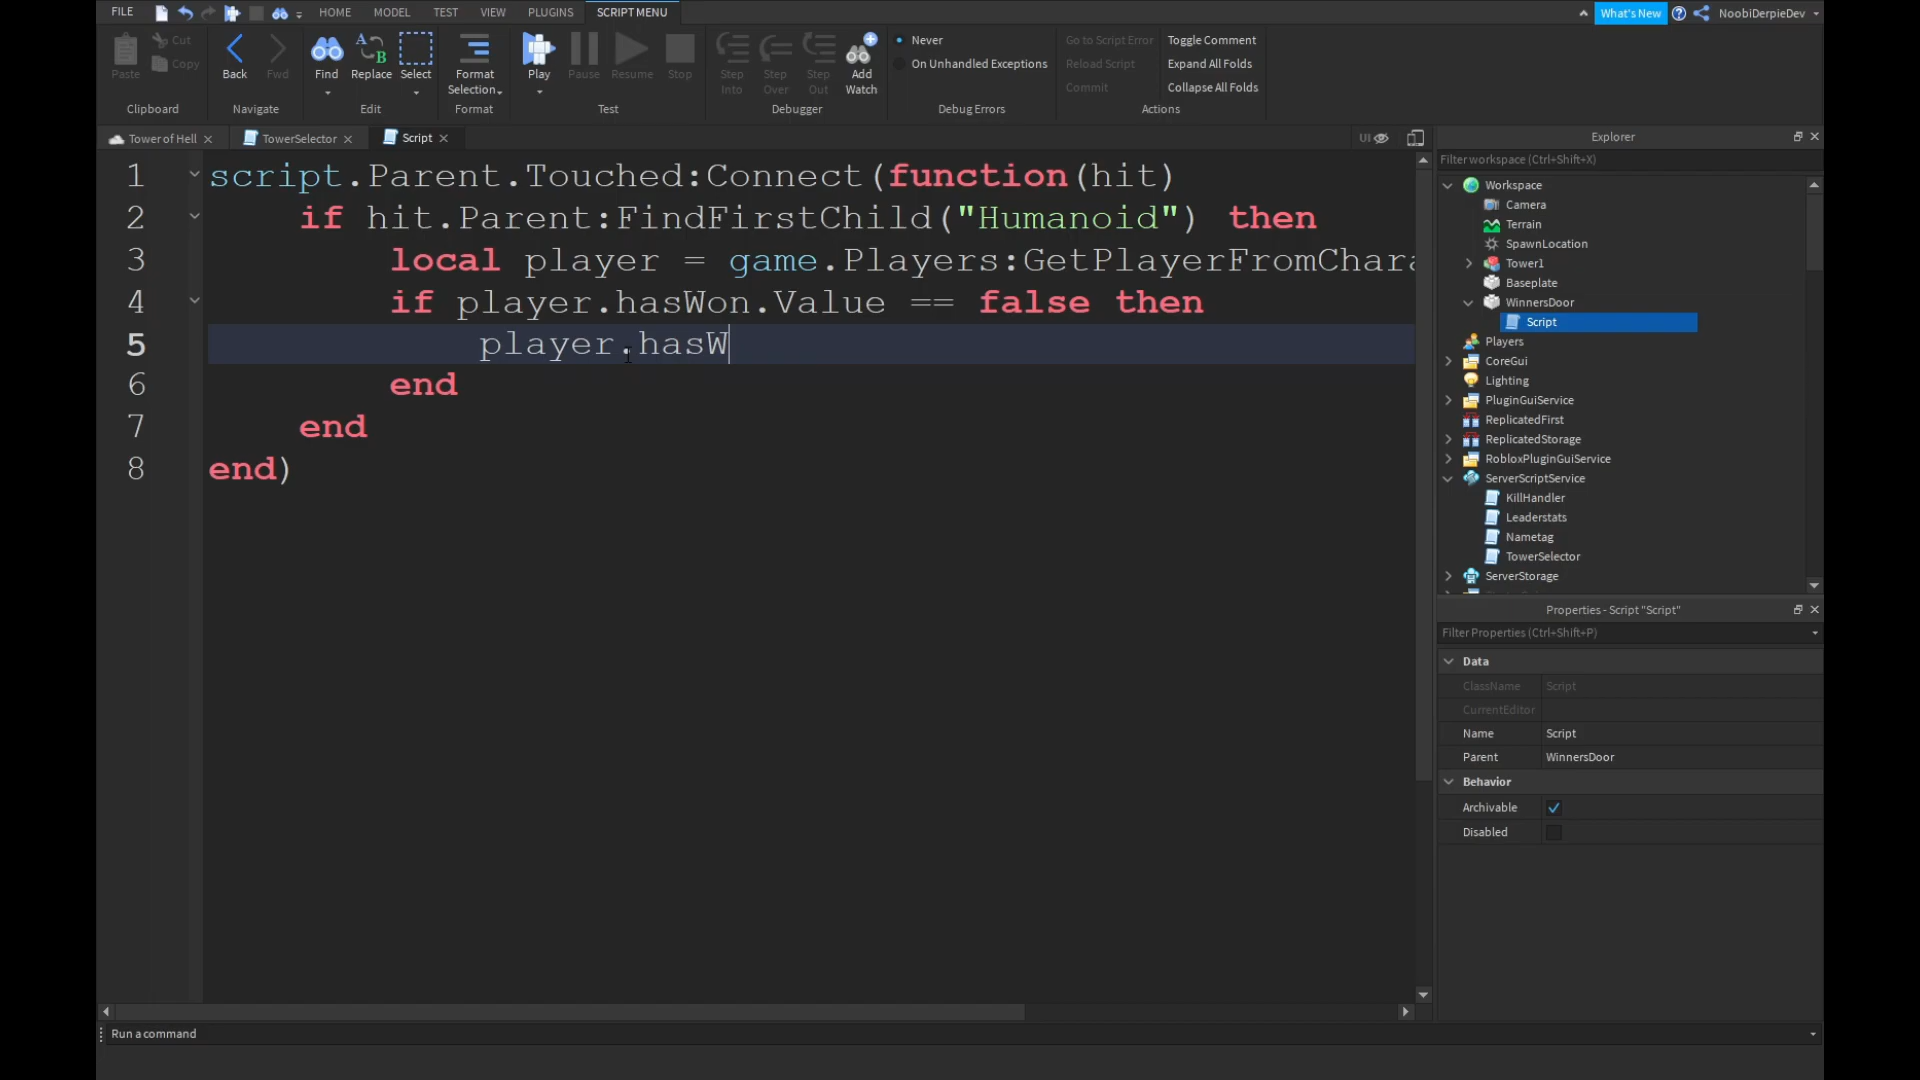 FILE HOME MODEL TEST VIEW PLUGINS SCRIPT MENU What's New NoobiDerpieDev
Paste Cut Copy
Clipboard
Back Fwd
Navigate
Find Replace Select
Edit
Format Selection
Format
Play Pause Resume Stop
Test
Step Into Step Over Step Out Add Watch
Debugger
Never
On Unhandled Exceptions
Debug Errors
Go to Script Error
Reload Script
Commit
Toggle Comment
Expand All Folds
Collapse All Folds
Actions
Tower of Hell TowerSelector Script UI
1 script.Parent.Touched:Connect(function(hit)
2 if hit.Parent:FindFirstChild("Humanoid") then
3 local player = game.Players:GetPlayerFromChara
4 if player.hasWon.Value == false then
5 player.hasW
6 end
7 end
8 end)
Run a command
Explorer
Filter workspace (Ctrl+Shift+X)
Workspace
Camera
Terrain
SpawnLocation
Tower1
Baseplate
WinnersDoor
Script
Players
CoreGui
Lighting
PluginGuiService
ReplicatedFirst
ReplicatedStorage
RobloxPluginGuiService
ServerScriptService
KillHandler
Leaderstats
Nametag
TowerSelector
ServerStorage
Properties - Script "Script"
Filter Properties (Ctrl+Shift+P)
Data
ClassName Script
CurrentEditor
Name Script
Parent WinnersDoor
Behavior
Archivable
Disabled